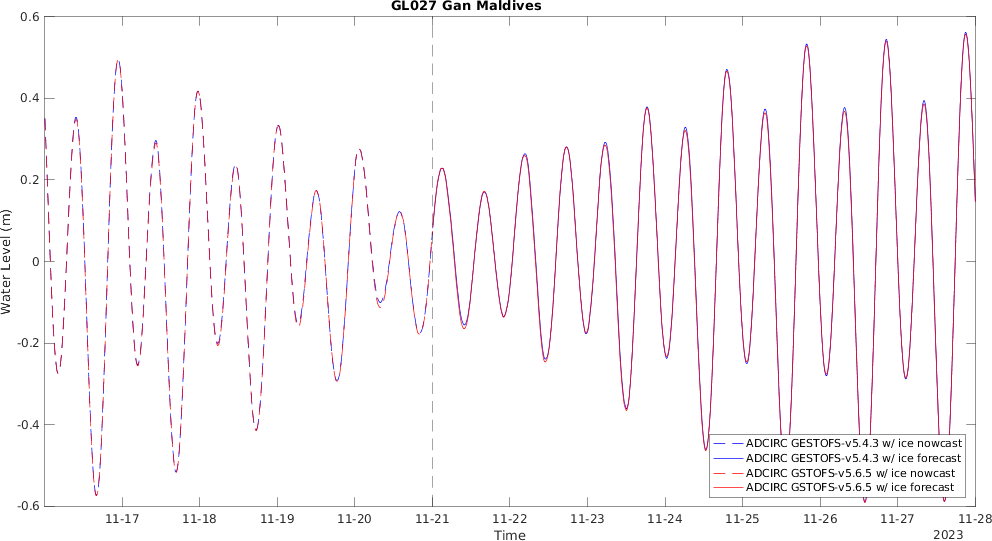 GL027 Gan Maldives
Water Level (m)
0.6
0.4
0.2
0
-0.2
-0.4
-0.6
ADCIRC GESTOFS-v5.4.3 w/ ice nowcast
ADCIRC GESTOFS-v5.4.3 w/ ice forecast
ADCIRC GSTOFS-v5.6.5 w/ ice nowcast
ADCIRC GSTOFS-v5.6.5 w/ ice forecast
11-17 11-18 11-19 11-20 11-21 11-22 11-23 11-24 11-25 11-26 11-27 11-28
Time
2023